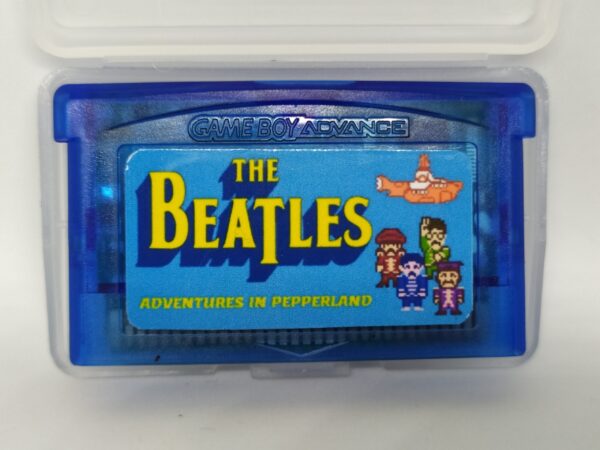 GAME BOY ADVANCE
THE
BEATLES
ADVENTURES IN PEPPERLAND